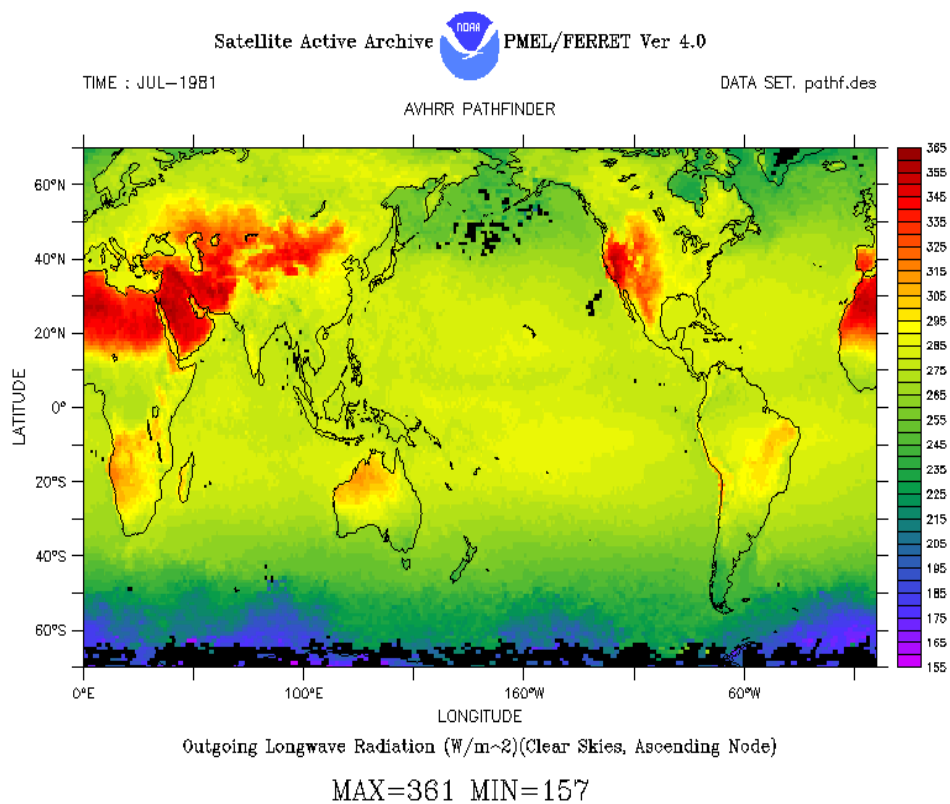 NOAA
Satellite Active Archive PMEL/FERRET Ver 4.0
TIME : JUL-1981 DATA SET. pathf.des
AVHRR PATHFINDER
365
365
355
345
335
325
315
305
295
285
275
265
255
245
235
225
215
205
195
185
175
165
155
60°N
40°N
20°N
0°
20°S
40°S
60°S
LATITUDE
0°E 100°E 160°W 60°W
LONGITUDE
Outgoing Longwave Radiation (W/m^2)(Clear Skies, Ascending Node)
MAX=361 MIN=157